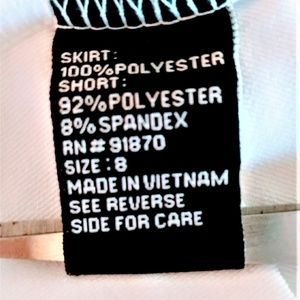 SKIRT:
100%POLYESTER
SHORT:
92%POLYESTER
8%SPANDEX
RN#91870
SIZE:8
MADE IN VIETNAM
SEE REVERSE
SIDE FOR CARE